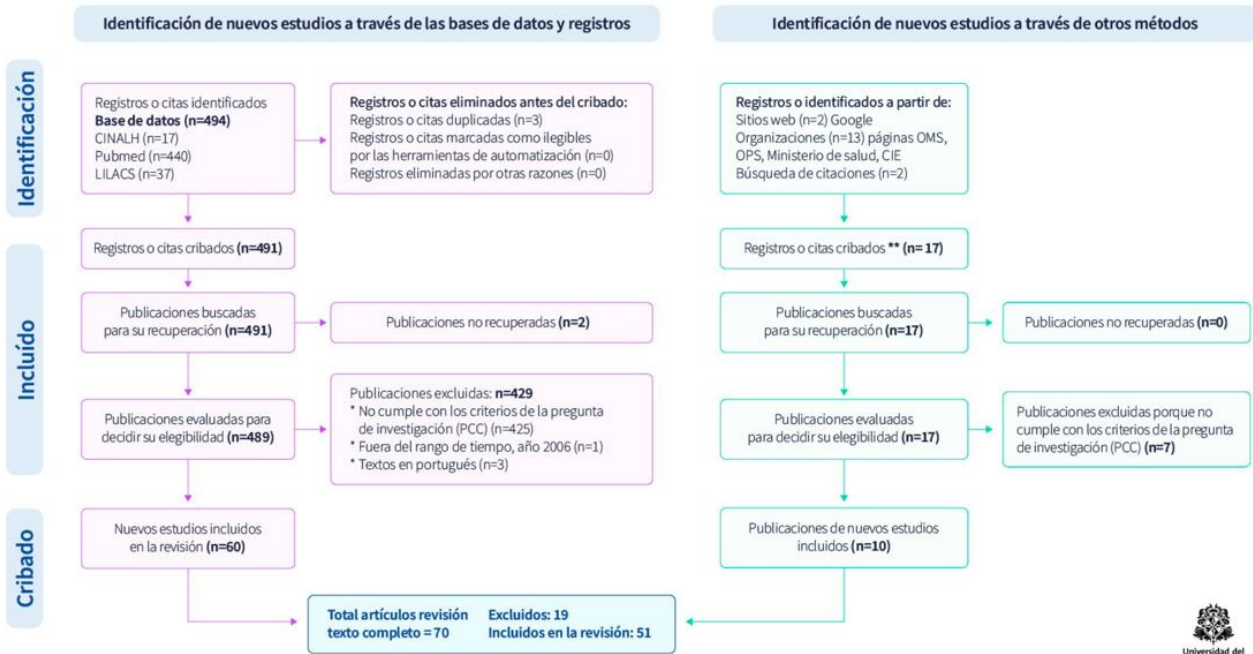 Identificación de nuevos estudios a través de las bases de datos y registros
Identificación de nuevos estudios a través de otros métodos
Identificación
Registros o citas identificados
Base de datos (n=494)
CINALH (n=17)
Pubmed (n=440)
LILACS (n=37)
Registros o citas eliminados antes del cribado:
Registros o citas duplicadas (n=3)
Registros o citas marcadas como ilegibles
por las herramientas de automatización (n=0)
Registros eliminadas por otras razones (n=0)
Registros o identificados a partir de:
Sitios web (n=2) Google
Organizaciones (n=13) páginas OMS,
OPS, Ministerio de salud, CIE
Búsqueda de citaciones (n=2)
Incluído
Registros o citas cribados (n=491)
Registros o citas cribados ** (n= 17)
Publicaciones buscadas
para su recuperación (n=491)
Publicaciones no recuperadas (n=2)
Publicaciones buscadas
para su recuperación (n=17)
Publicaciones no recuperadas (n=0)
Publicaciones evaluadas para
decidir su elegibilidad (n=489)
Publicaciones excluidas: n=429
* No cumple con los criterios de la pregunta
de investigación (PCC) (n=425)
* Fuera del rango de tiempo, año 2006 (n=1)
* Textos en portugués (n=3)
Publicaciones evaluadas
para decidir su elegibilidad (n=17)
Publicaciones excluidas porque no
cumple con los criterios de la pregunta
de investigación (PCC) (n=7)
Cribado
Nuevos estudios incluidos
en la revisión (n=60)
Publicaciones de nuevos estudios
incluidos (n=10)
Total artículos revisión
texto completo = 70
Excluidos: 19
Incluidos en la revisión: 51
Universidad del